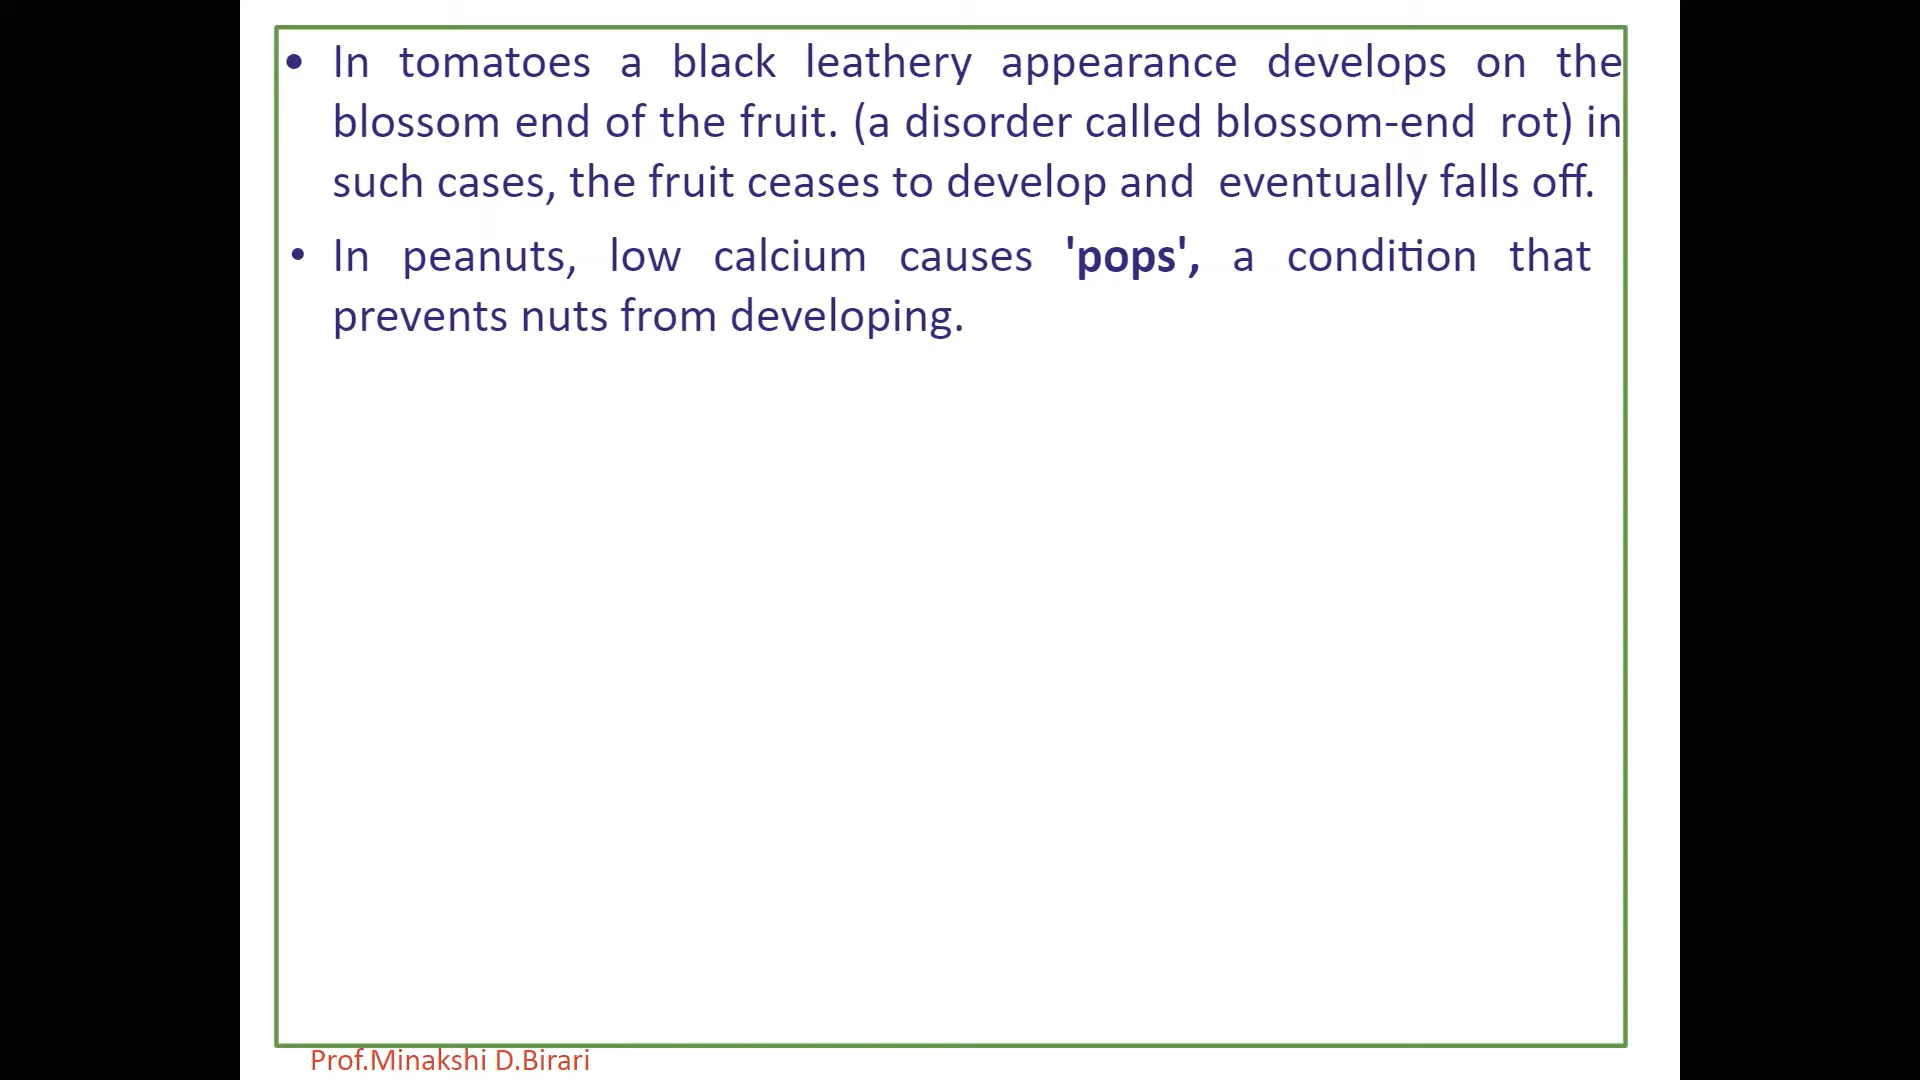 • In tomatoes a black leathery appearance develops on the
blossom end of the fruit. (a disorder called blossom-end rot) in
such cases, the fruit ceases to develop and eventually falls off.
• In peanuts, low calcium causes 'pops', a condition that
prevents nuts from developing.
Prof.Minakshi D.Birari